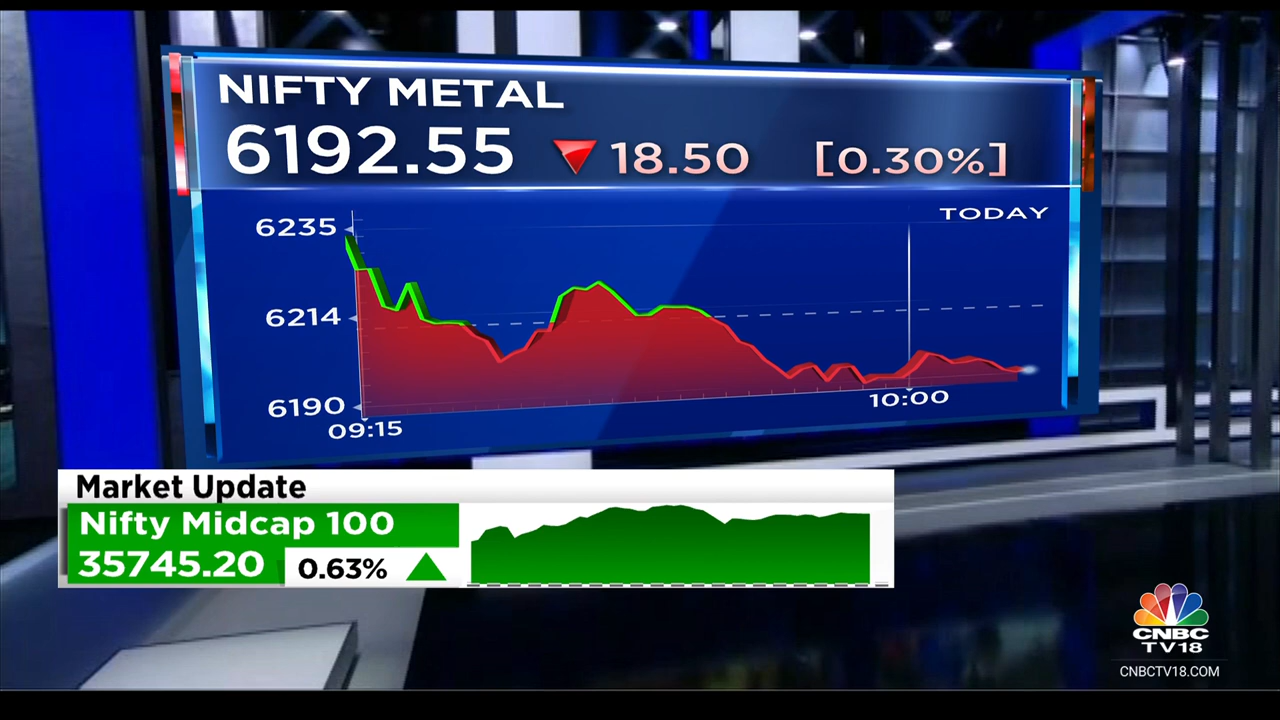 NIFTY METAL
6192.55 ▼ 18.50 [0.30%]
TODAY
6235
6214
6190
09:15
10:00
Market Update
Nifty Midcap 100
35745.20 0.63% ▲
CNBC
TV18
CNBCTV18.COM